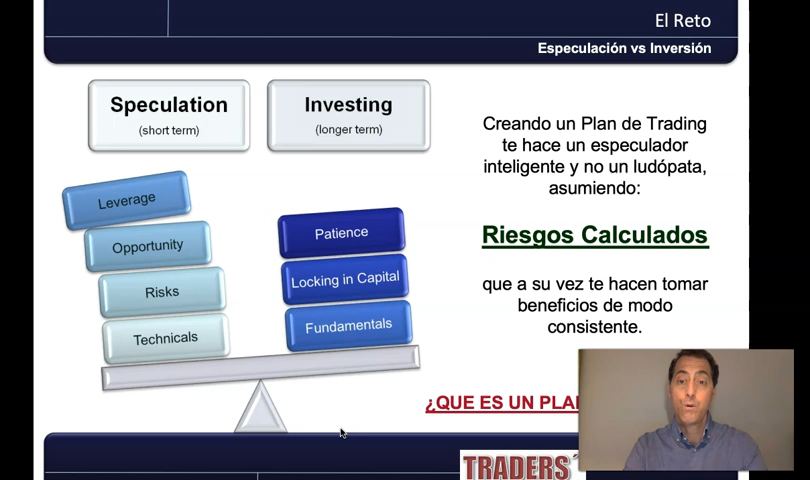 El Reto
Especulación vs Inversión
Speculation
(short term)
Investing
(longer term)
Leverage
Opportunity
Risks
Technicals
Patience
Locking in Capital
Fundamentals
Creando un Plan de Trading
te hace un especulador
inteligente y no un ludópata,
asumiendo:
Riesgos Calculados
que a su vez te hacen tomar
beneficios de modo
consistente.
¿QUE ES UN
TRADERS'